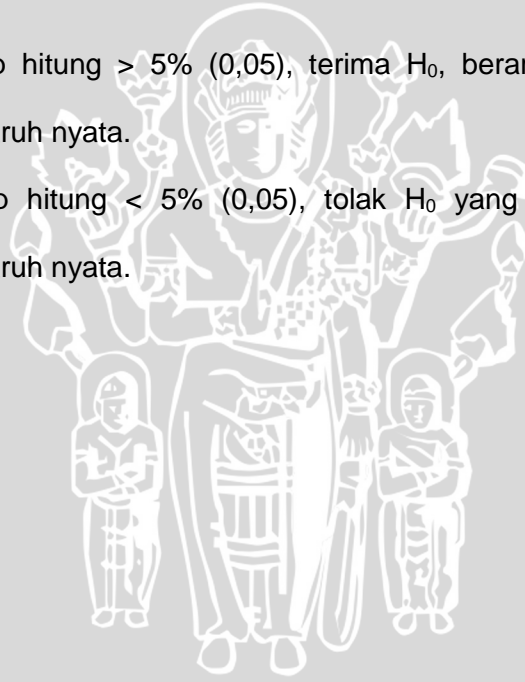 o hitung > 5% (0,05), terima H₀, berar
ruh nyata.
o hitung < 5% (0,05), tolak H₀ yang
ruh nyata.